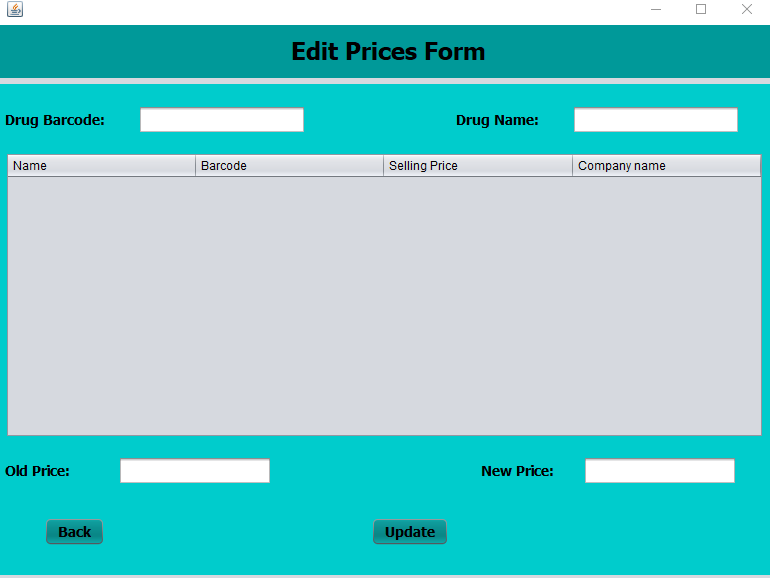 Edit Prices Form
Drug Barcode: Drug Name:
Name Barcode Selling Price Company name
Old Price: New Price:
Back Update